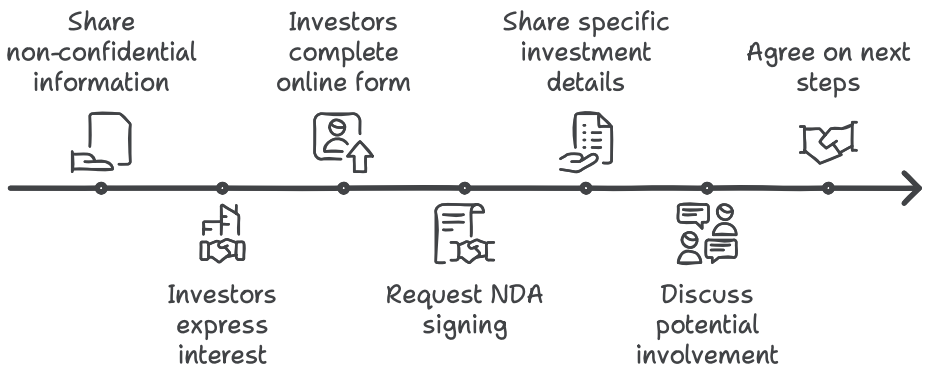 Share
non-confidential
information
Investors
express
interest
Investors
complete
online form
Request NDA
signing
Share specific
investment
details
Discuss
potential
involvement
Agree on next
steps